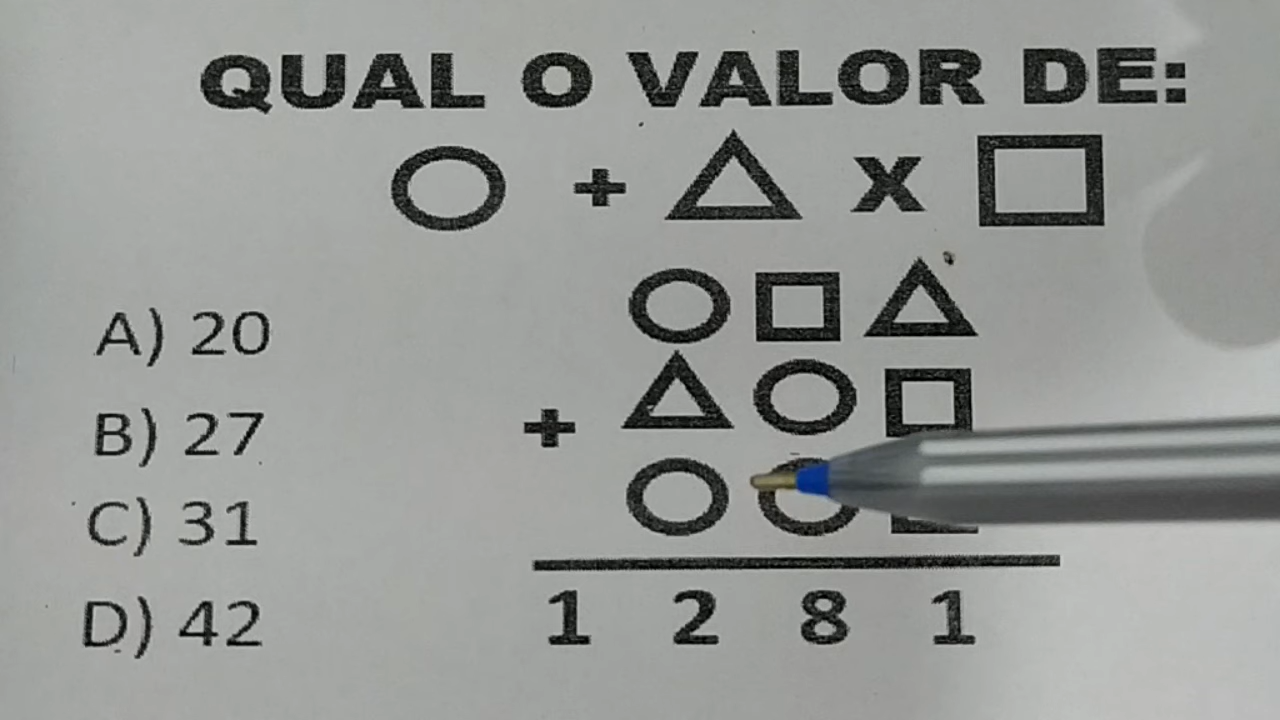 QUAL O VALOR DE:
+ x
A) 20
B) 27
+
C) 31
D) 42
1 2 8 1